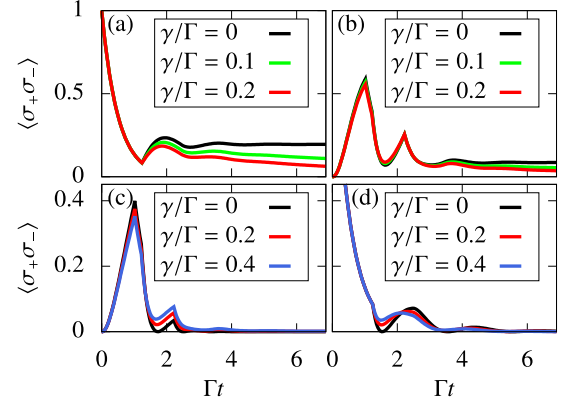 (a) γ/Γ = 0
γ/Γ = 0.1
γ/Γ = 0.2
(b) γ/Γ = 0
γ/Γ = 0.1
γ/Γ = 0.2
1
0.5
0
⟨σ₊σ₋⟩
(c) γ/Γ = 0
γ/Γ = 0.2
γ/Γ = 0.4
(d) γ/Γ = 0
γ/Γ = 0.2
γ/Γ = 0.4
0.4
0.2
0
⟨σ₊σ₋⟩
0 2 4 6
0 2 4 6
Γt
Γt